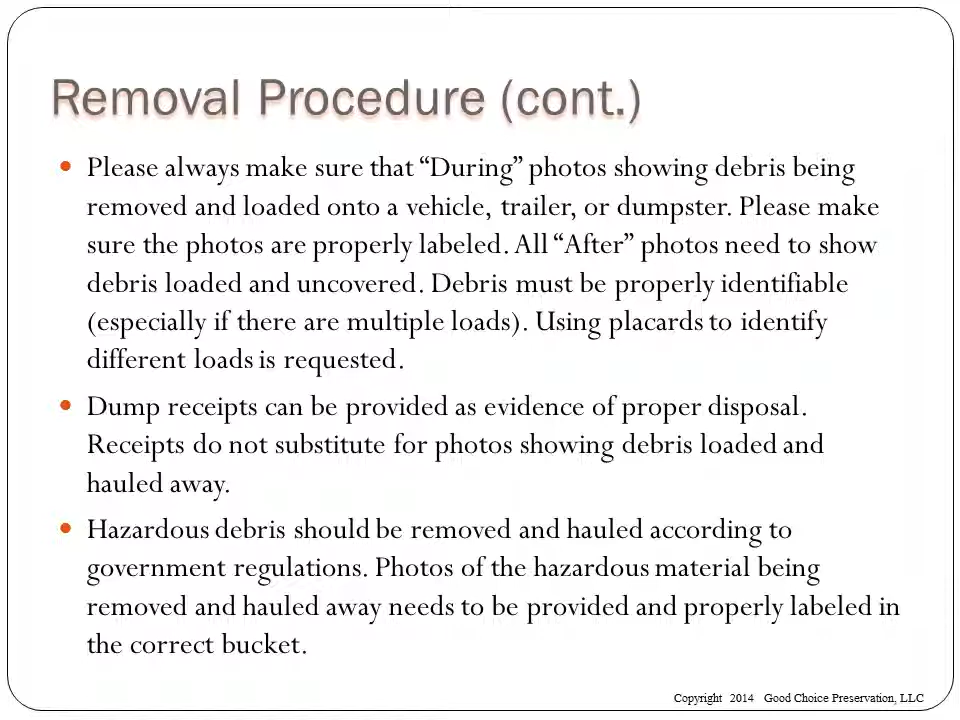 Removal Procedure (cont.)
• Please always make sure that “During” photos showing debris being
removed and loaded onto a vehicle, trailer, or dumpster. Please make
sure the photos are properly labeled. All “After” photos need to show
debris loaded and uncovered. Debris must be properly identifiable
(especially if there are multiple loads). Using placards to identify
different loads is requested.
• Dump receipts can be provided as evidence of proper disposal.
Receipts do not substitute for photos showing debris loaded and
hauled away.
• Hazardous debris should be removed and hauled according to
government regulations. Photos of the hazardous material being
removed and hauled away needs to be provided and properly labeled in
the correct bucket.
Copyright 2014 Good Choice Preservation, LLC